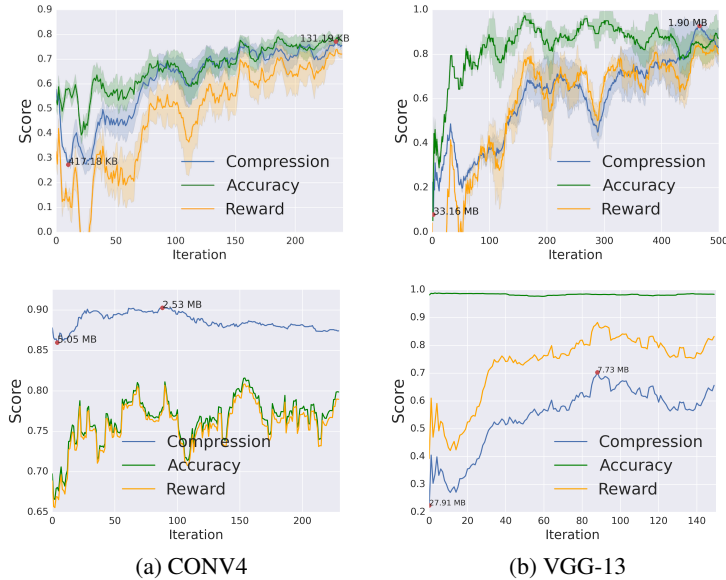 0.9
0.8
0.7
0.6
0.5
0.4
0.3
0.2
0.1
0.0
Score
131.19 KB
417.18 KB
Compression
Accuracy
Reward
0 50 100 150 200
Iteration
1.0
0.8
0.6
0.4
0.2
0.0
Score
1.90 MB
33.16 MB
Compression
Accuracy
Reward
0 100 200 300 400 500
Iteration
0.90
0.85
0.80
0.75
0.70
0.65
Score
2.53 MB
5.05 MB
Compression
Accuracy
Reward
0 50 100 150 200
Iteration
1.0
0.9
0.8
0.7
0.6
0.5
0.4
0.3
0.2
Score
7.73 MB
27.91 MB
Compression
Accuracy
Reward
0 20 40 60 80 100 120 140
Iteration
(a) CONV4
(b) VGG-13